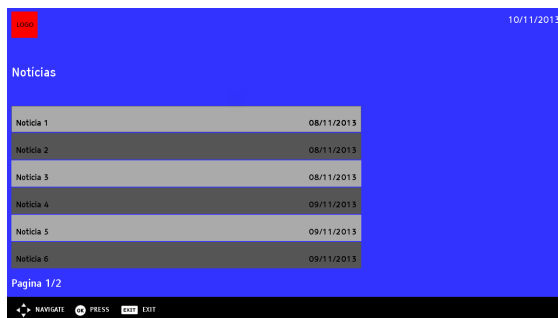 LOGO
10/11/2013
Notícias
Noticia 1 08/11/2013
Noticia 2 08/11/2013
Noticia 3 08/11/2013
Noticia 4 09/11/2013
Noticia 5 09/11/2013
Noticia 6 09/11/2013
Pagina 1/2
NAVIGATE OK PRESS EXIT EXIT